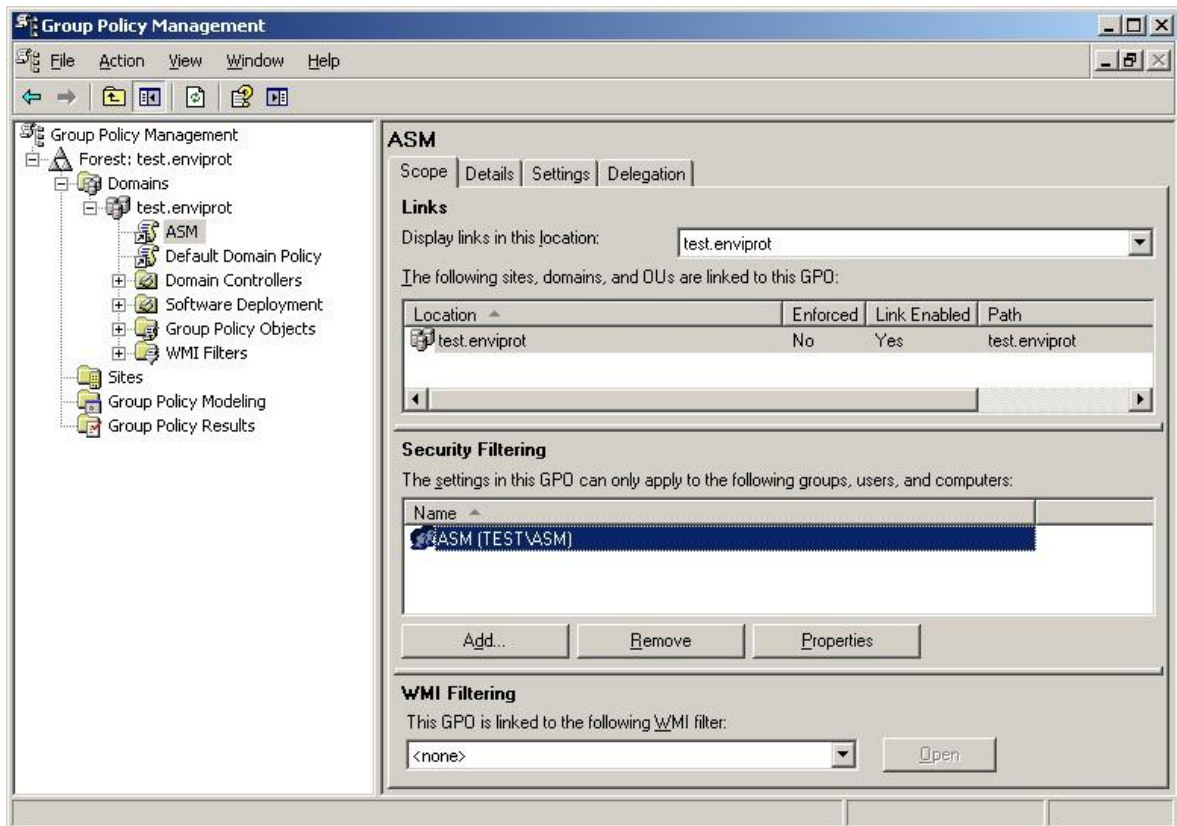 Group Policy Management
File Action View Window Help
Group Policy Management
Forest: test.enviprot
Domains
test.enviprot
ASM
Default Domain Policy
Domain Controllers
Software Deployment
Group Policy Objects
WMI Filters
Sites
Group Policy Modeling
Group Policy Results
ASM
Scope Details Settings Delegation
Links
Display links in this location: test.enviprot
The following sites, domains, and OUs are linked to this GPO:
Location Enforced Link Enabled Path
test.enviprot No Yes test.enviprot
Security Filtering
The settings in this GPO can only apply to the following groups, users, and computers:
Name
ASM (TEST\ASM)
Add... Remove Properties
WMI Filtering
This GPO is linked to the following WMI filter:
<none> Open